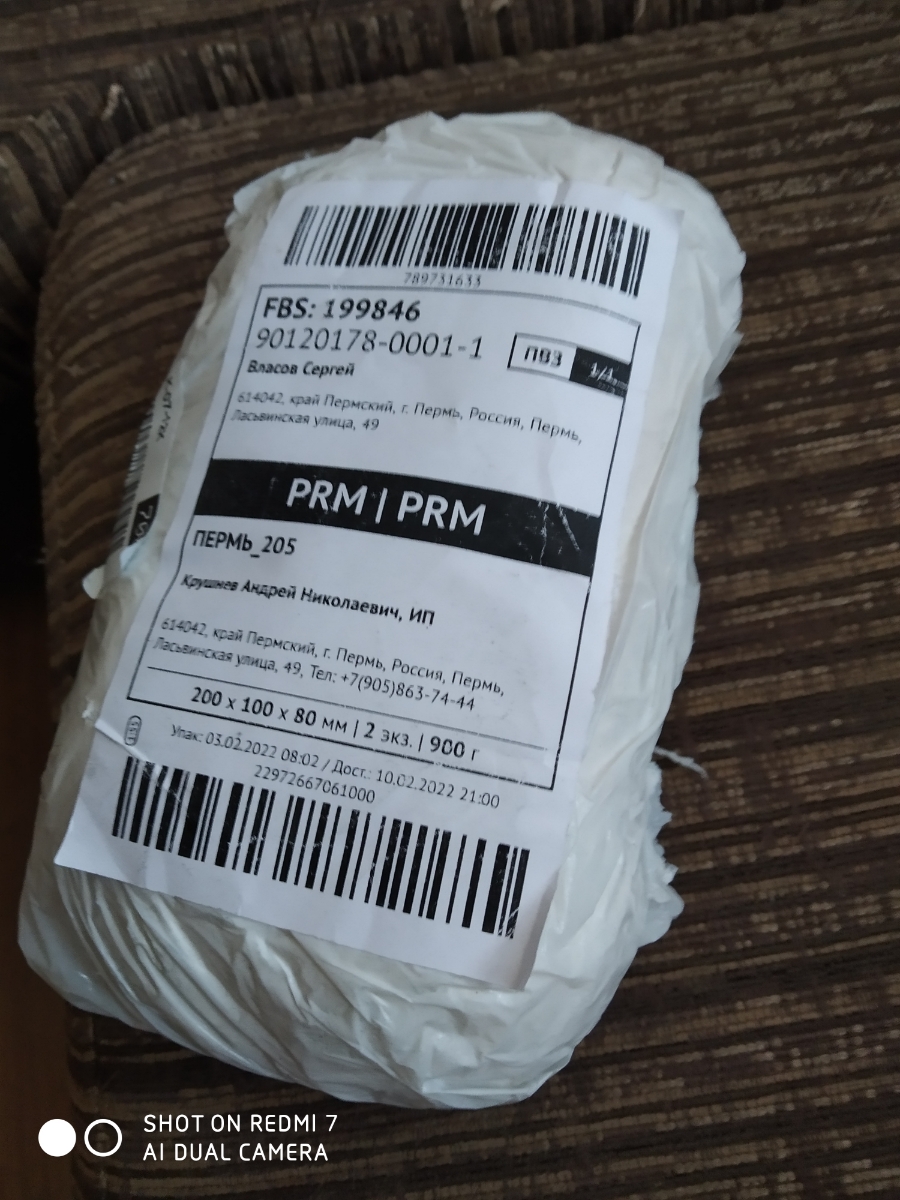 789731633
FBS: 199846
90120178-0001-1
ПВЗ 1/1
Власов Сергей
614042, край Пермский, г. Пермь, Россия, Пермь,
Ласьвинская улица, 49
PRM | PRM
ПЕРМЬ_205
Крушнев Андрей Николаевич, ИП
614042, край Пермский, г. Пермь, Россия, Пермь,
Ласьвинская улица, 49, Тел: +7(905)863-74-44
200 x 100 x 80 мм | 2 экз. | 900 г
155
Упак: 03.02.2022 08:02 / Дост.: 10.02.2022 21:00
22972667061000
SHOT ON REDMI 7
AI DUAL CAMERA